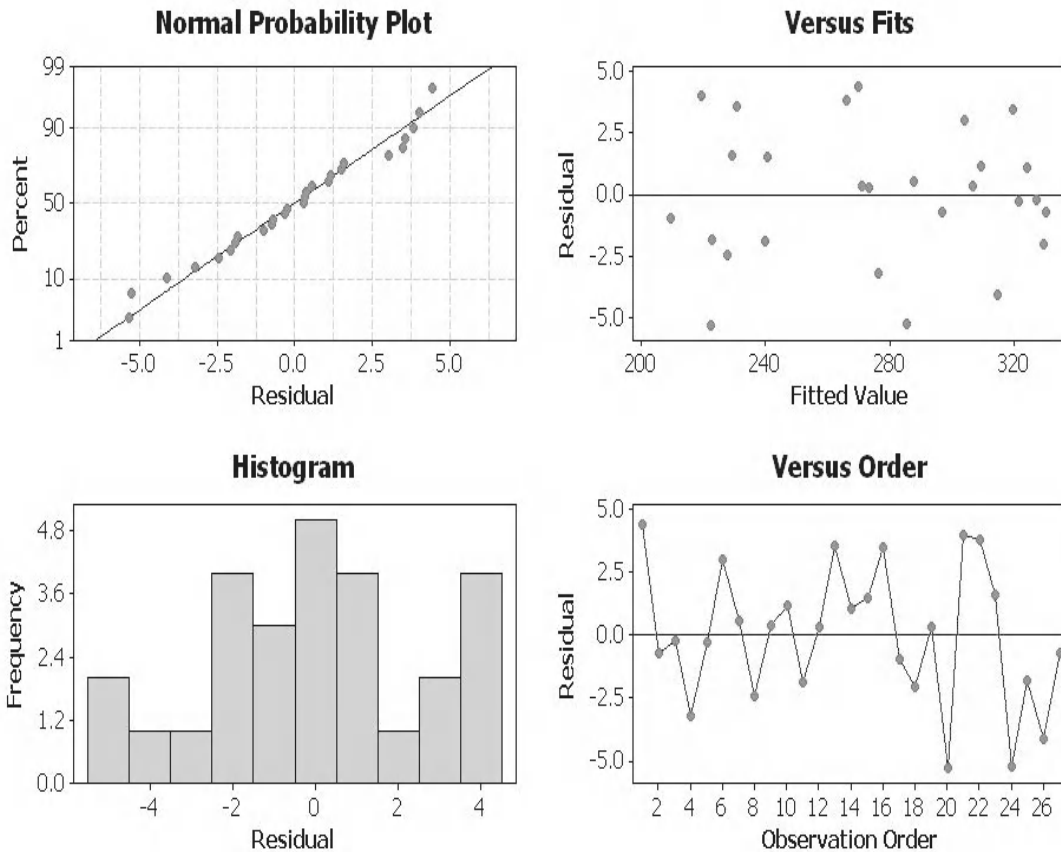 Normal Probability Plot
99
90
50
10
1
Percent
-5.0 -2.5 0.0 2.5 5.0
Residual
Versus Fits
5.0
2.5
0.0
-2.5
-5.0
Residual
200 240 280 320
Fitted Value
Histogram
4.8
3.6
2.4
1.2
0.0
Frequency
-4 -2 0 2 4
Residual
Versus Order
5.0
2.5
0.0
-2.5
-5.0
Residual
2 4 6 8 10 12 14 16 18 20 22 24 26
Observation Order